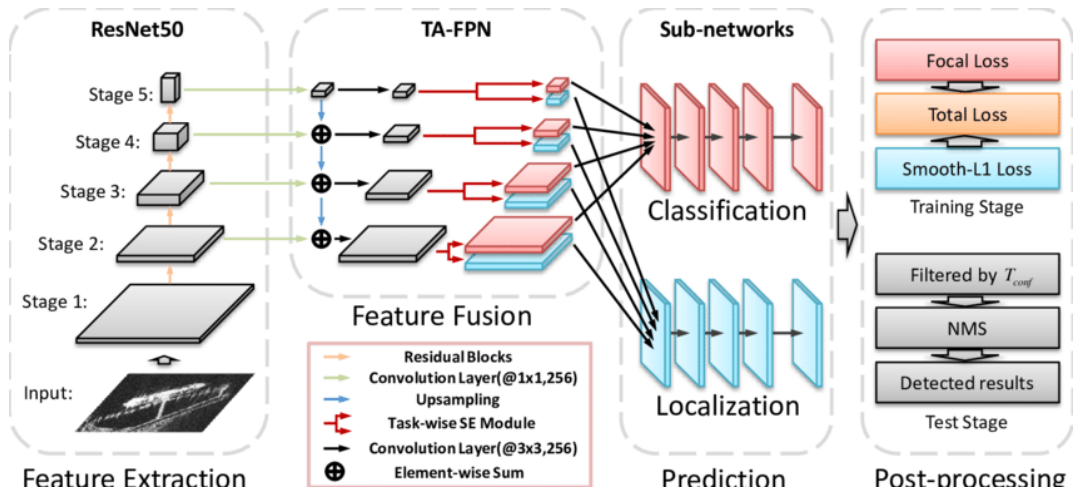 ResNet50
Stage 5:
Stage 4:
Stage 3:
Stage 2:
Stage 1:
Input:
Feature Extraction
TA-FPN
Feature Fusion
Residual Blocks
Convolution Layer(@1x1,256)
Upsampling
Task-wise SE Module
Convolution Layer(@3x3,256)
Element-wise Sum
Sub-networks
Classification
Localization
Prediction
Focal Loss
Total Loss
Smooth-L1 Loss
Training Stage
Filtered by T_conf
NMS
Detected results
Test Stage
Post-processing